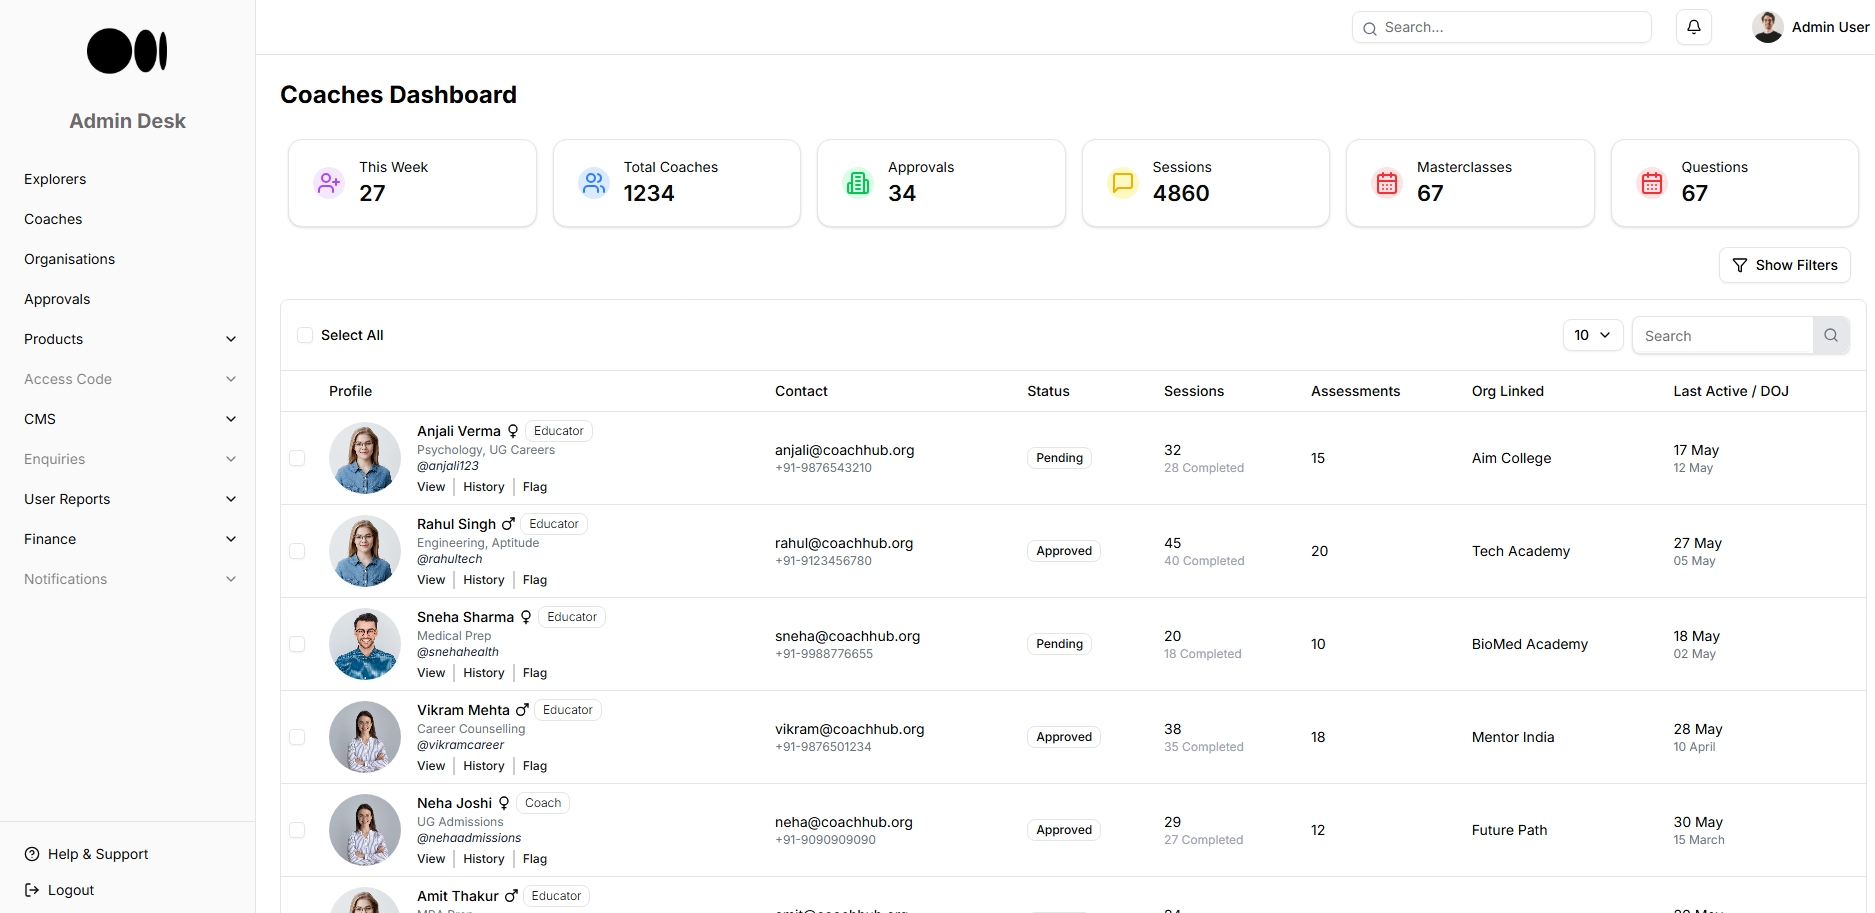 Admin Desk
Explorers
Coaches
Organisations
Approvals
Products
Access Code
CMS
Enquiries
User Reports
Finance
Notifications
Help & Support
Logout
Search...
Admin User
Coaches Dashboard
This Week
27
Total Coaches
1234
Approvals
34
Sessions
4860
Masterclasses
67
Questions
67
Show Filters
Select All
10
Search
Profile Contact Status Sessions Assessments Org Linked Last Active / DOJ
Anjali Verma ♀ Educator
Psychology, UG Careers
@anjali123
View History Flag
anjali@coachhub.org
+91-9876543210
Pending
32
28 Completed
15
Aim College
17 May
12 May
Rahul Singh ♂ Educator
Engineering, Aptitude
@rahultech
View History Flag
rahul@coachhub.org
+91-9123456780
Approved
45
40 Completed
20
Tech Academy
27 May
05 May
Sneha Sharma ♀ Educator
Medical Prep
@snehahealth
View History Flag
sneha@coachhub.org
+91-9988776655
Pending
20
18 Completed
10
BioMed Academy
18 May
02 May
Vikram Mehta ♂ Educator
Career Counselling
@vikramcareer
View History Flag
vikram@coachhub.org
+91-9876501234
Approved
38
35 Completed
18
Mentor India
28 May
10 April
Neha Joshi ♀ Coach
UG Admissions
@nehaadmissions
View History Flag
neha@coachhub.org
+91-9090909090
Approved
29
27 Completed
12
Future Path
30 May
15 March
Amit Thakur ♂ Educator